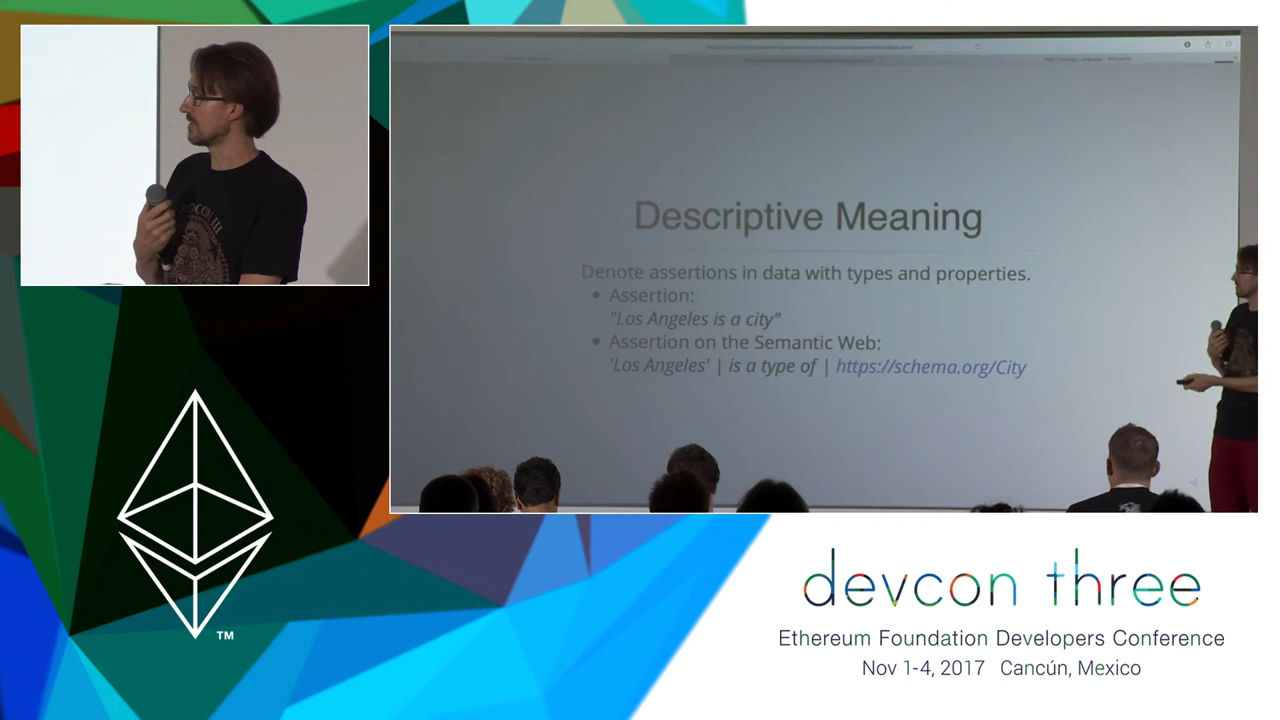 Descriptive Meaning
Denote assertions in data with types and properties.
• Assertion:
"Los Angeles is a city"
• Assertion on the Semantic Web:
'Los Angeles' | is a type of | https://schema.org/City
TM
devcon three
Ethereum Foundation Developers Conference
Nov 1-4, 2017 Cancún, Mexico